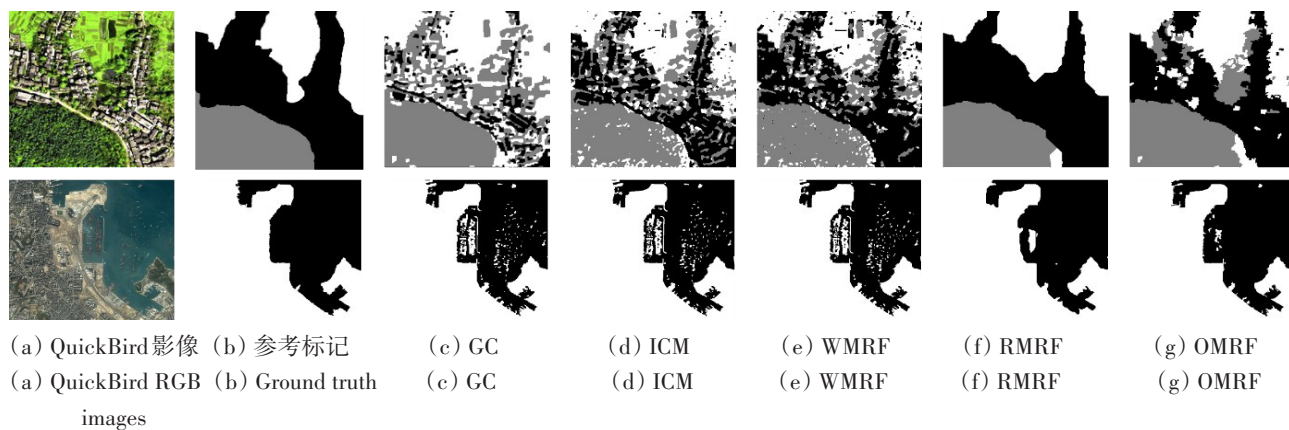 (a) QuickBird影像 (b) 参考标记 (c) GC (d) ICM (e) WMRF (f) RMRF (g) OMRF
(a) QuickBird RGB (b) Ground truth (c) GC (d) ICM (e) WMRF (f) RMRF (g) OMRF
images